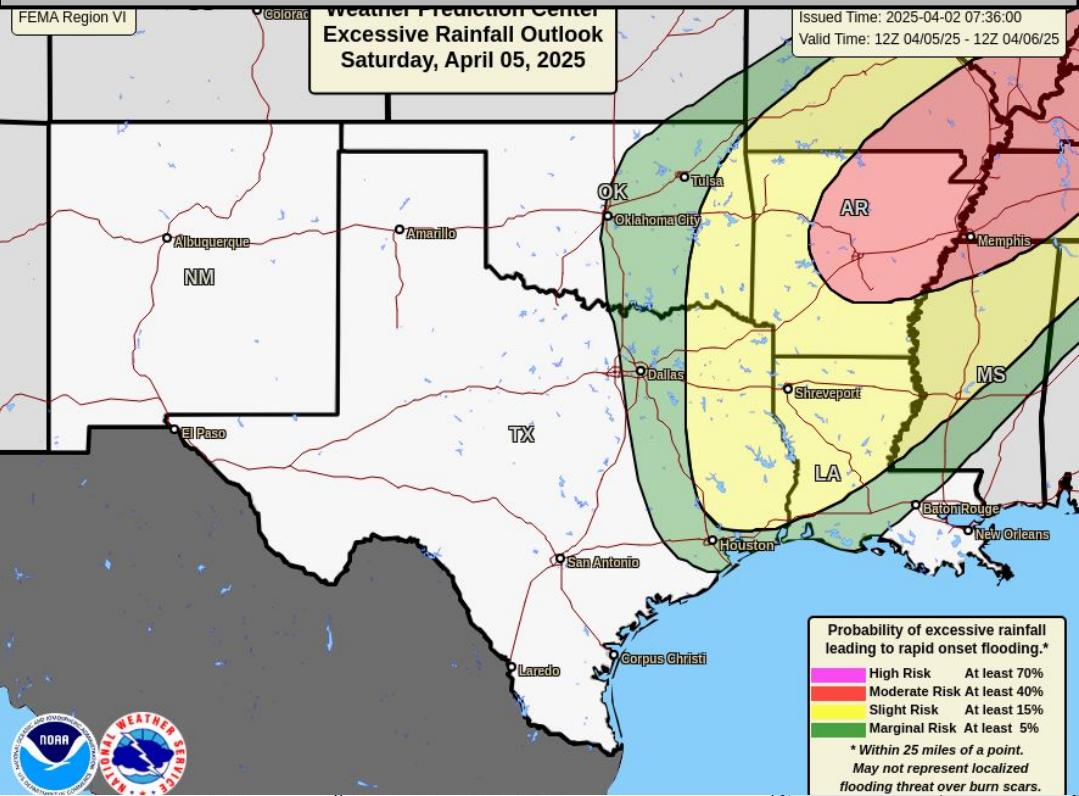 FEMA Region VI
Weather Prediction Center
Excessive Rainfall Outlook
Saturday, April 05, 2025
Issued Time: 2025-04-02 07:36:00
Valid Time: 12Z 04/05/25 - 12Z 04/06/25
Tulsa
OK
Oklahoma City
AR
Memphis
Amarillo
Albuquerque
NM
Dallas
MS
Shreveport
El Paso
TX
LA
Baton Rouge
New Orleans
Houston
San Antonio
Corpus Christi
Laredo
Probability of excessive rainfall
leading to rapid onset flooding.*
High Risk At least 70%
Moderate Risk At least 40%
Slight Risk At least 15%
Marginal Risk At least 5%
* Within 25 miles of a point.
May not represent localized
flooding threat over burn scars.
NOAA
NATIONAL WEATHER SERVICE